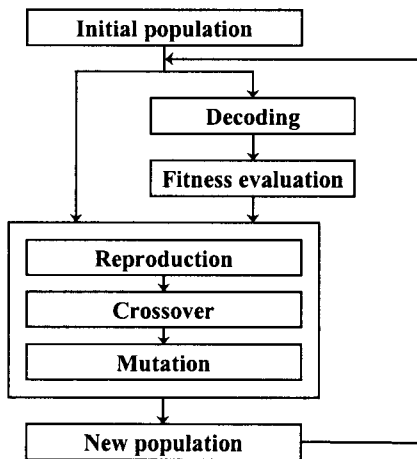 Initial population
Decoding
Fitness evaluation
Reproduction
Crossover
Mutation
New population